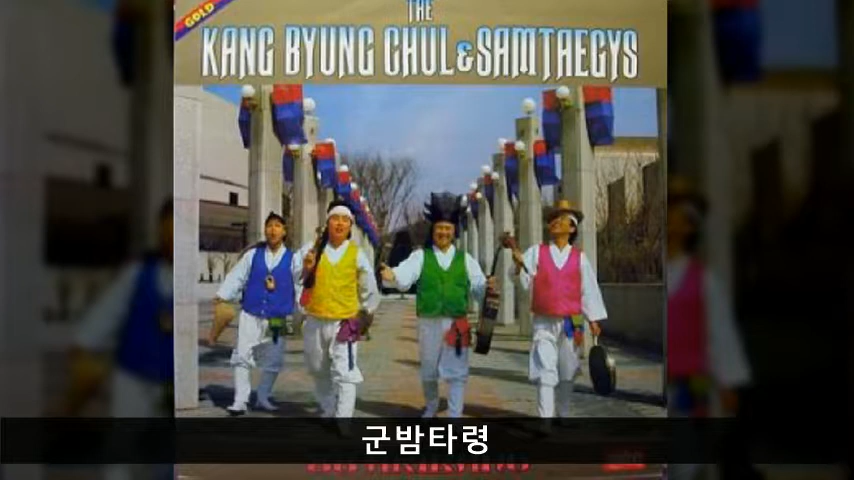 GOLD
THE
KANG BYUNG CHUL & SAMTAEGYS
군밤타령